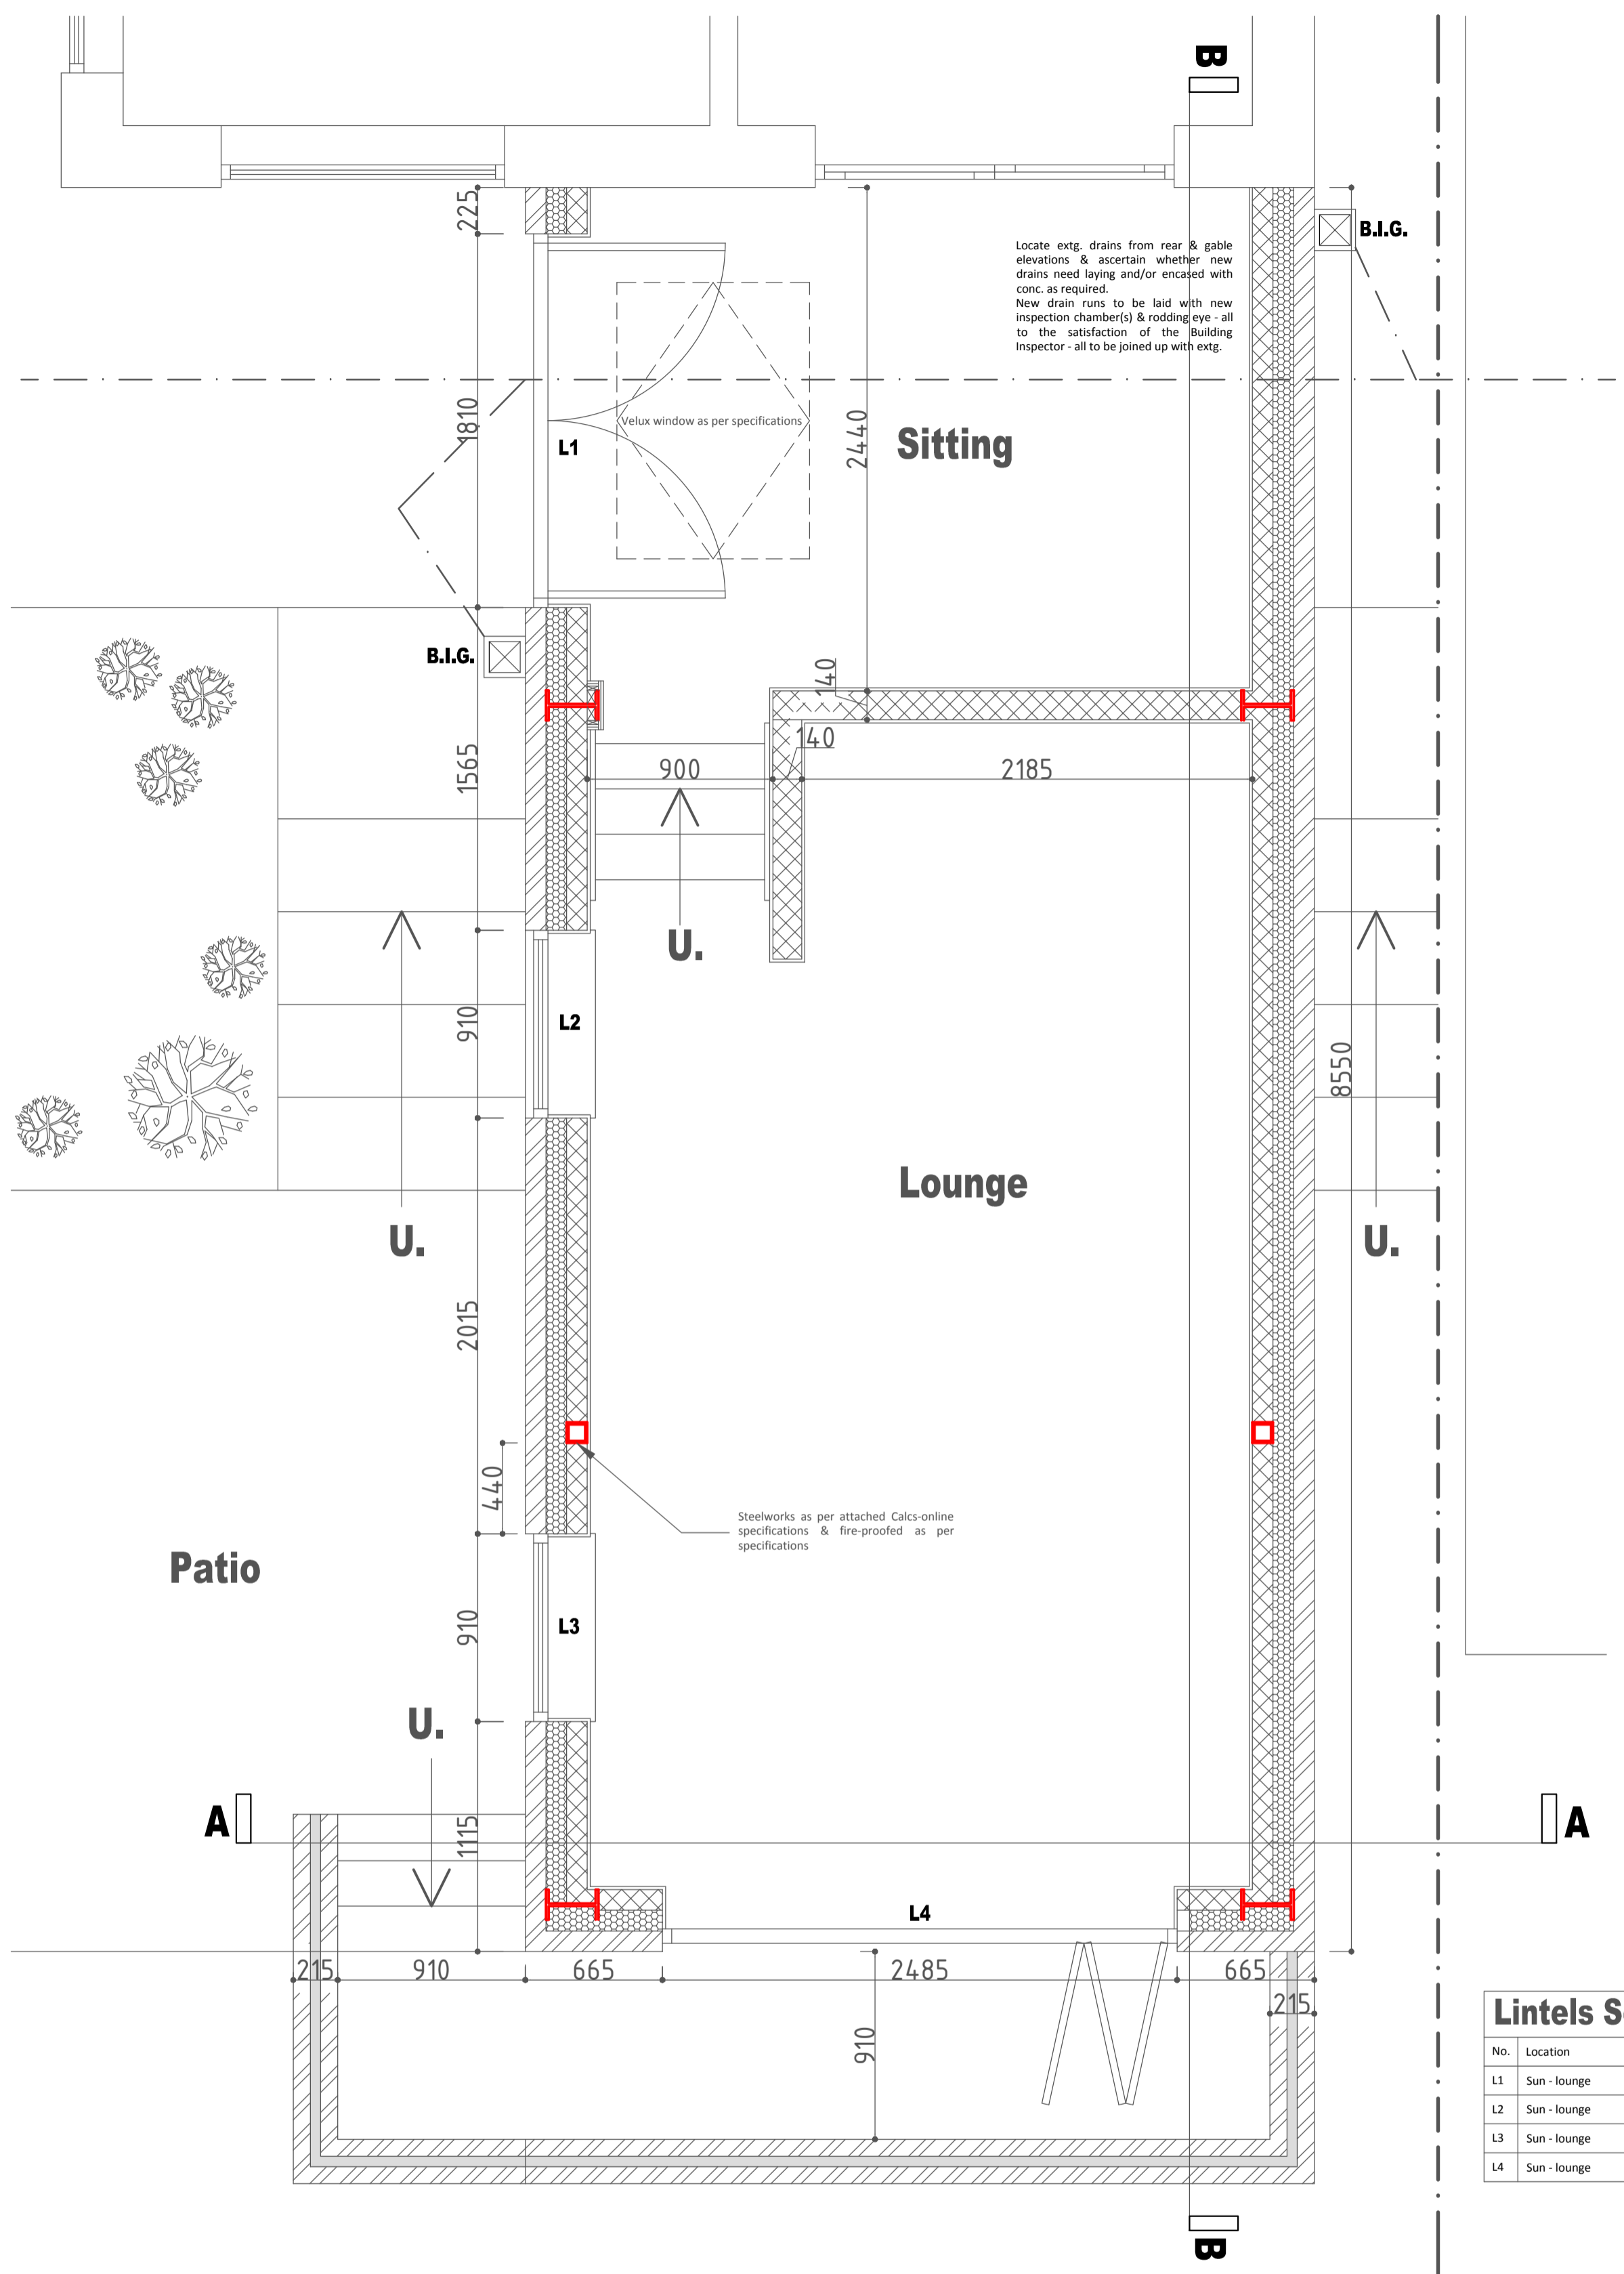 B
225
B.I.G.
Locate extg. drains from rear & gable
elevations & ascertain whether new
drains need laying and/or encased with
conc. as required.
New drain runs to be laid with new
inspection chamber(s) & rodding eye - all
to the satisfaction of the Building
Inspector - all to be joined up with extg.
1810
L1
Velux window as per specifications
2440
Sitting
B.I.G.
140
140
1565
900
2185
U.
910
L2
8550
Lounge
U.
U.
2015
440
Steelworks as per attached Calcs-online
specifications & fire-proofed as per
specifications
Patio
910
L3
U.
A
A
1115
L4
215
910
665
2485
665
215
910
Lintels S
No.
Location
L1
Sun - lounge
L2
Sun - lounge
L3
Sun - lounge
L4
Sun - lounge
B